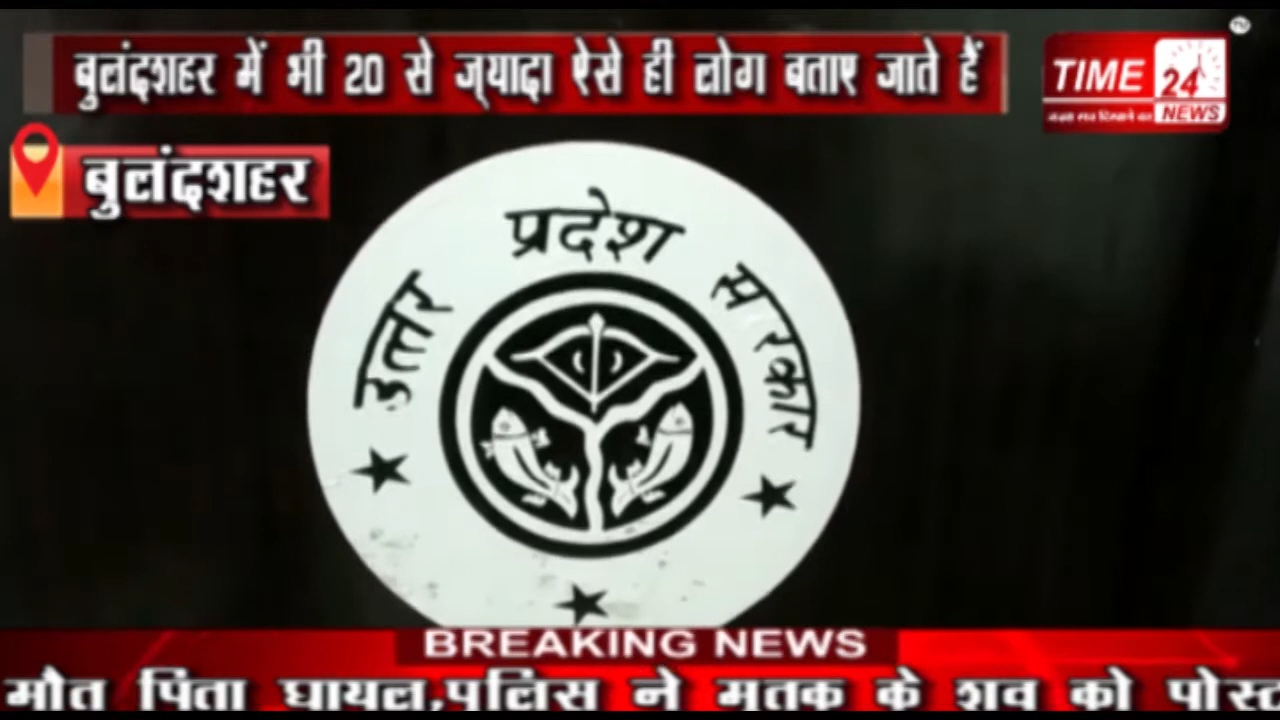 बुलंदशहर में भी 20 से ज्यादा ऐसे ही लोग बताए जाते हैं
TIME 24 NEWS
बुलंदशहर
उत्तर प्रदेश सरकार
BREAKING NEWS
मौत पिता घायल,पुलिस ने मृतक के शव को पोस्ट